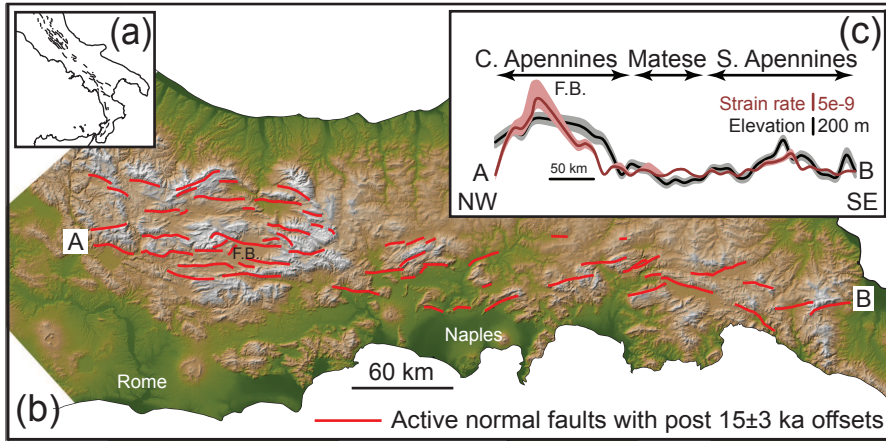 (a)
(c)
C. Apennines Matese S. Apennines
F.B.
Strain rate 5e-9
Elevation 200 m
A
50 km
B
NW
SE
A
F.B.
B
Naples
Rome
60 km
(b)
Active normal faults with post 15±3 ka offsets